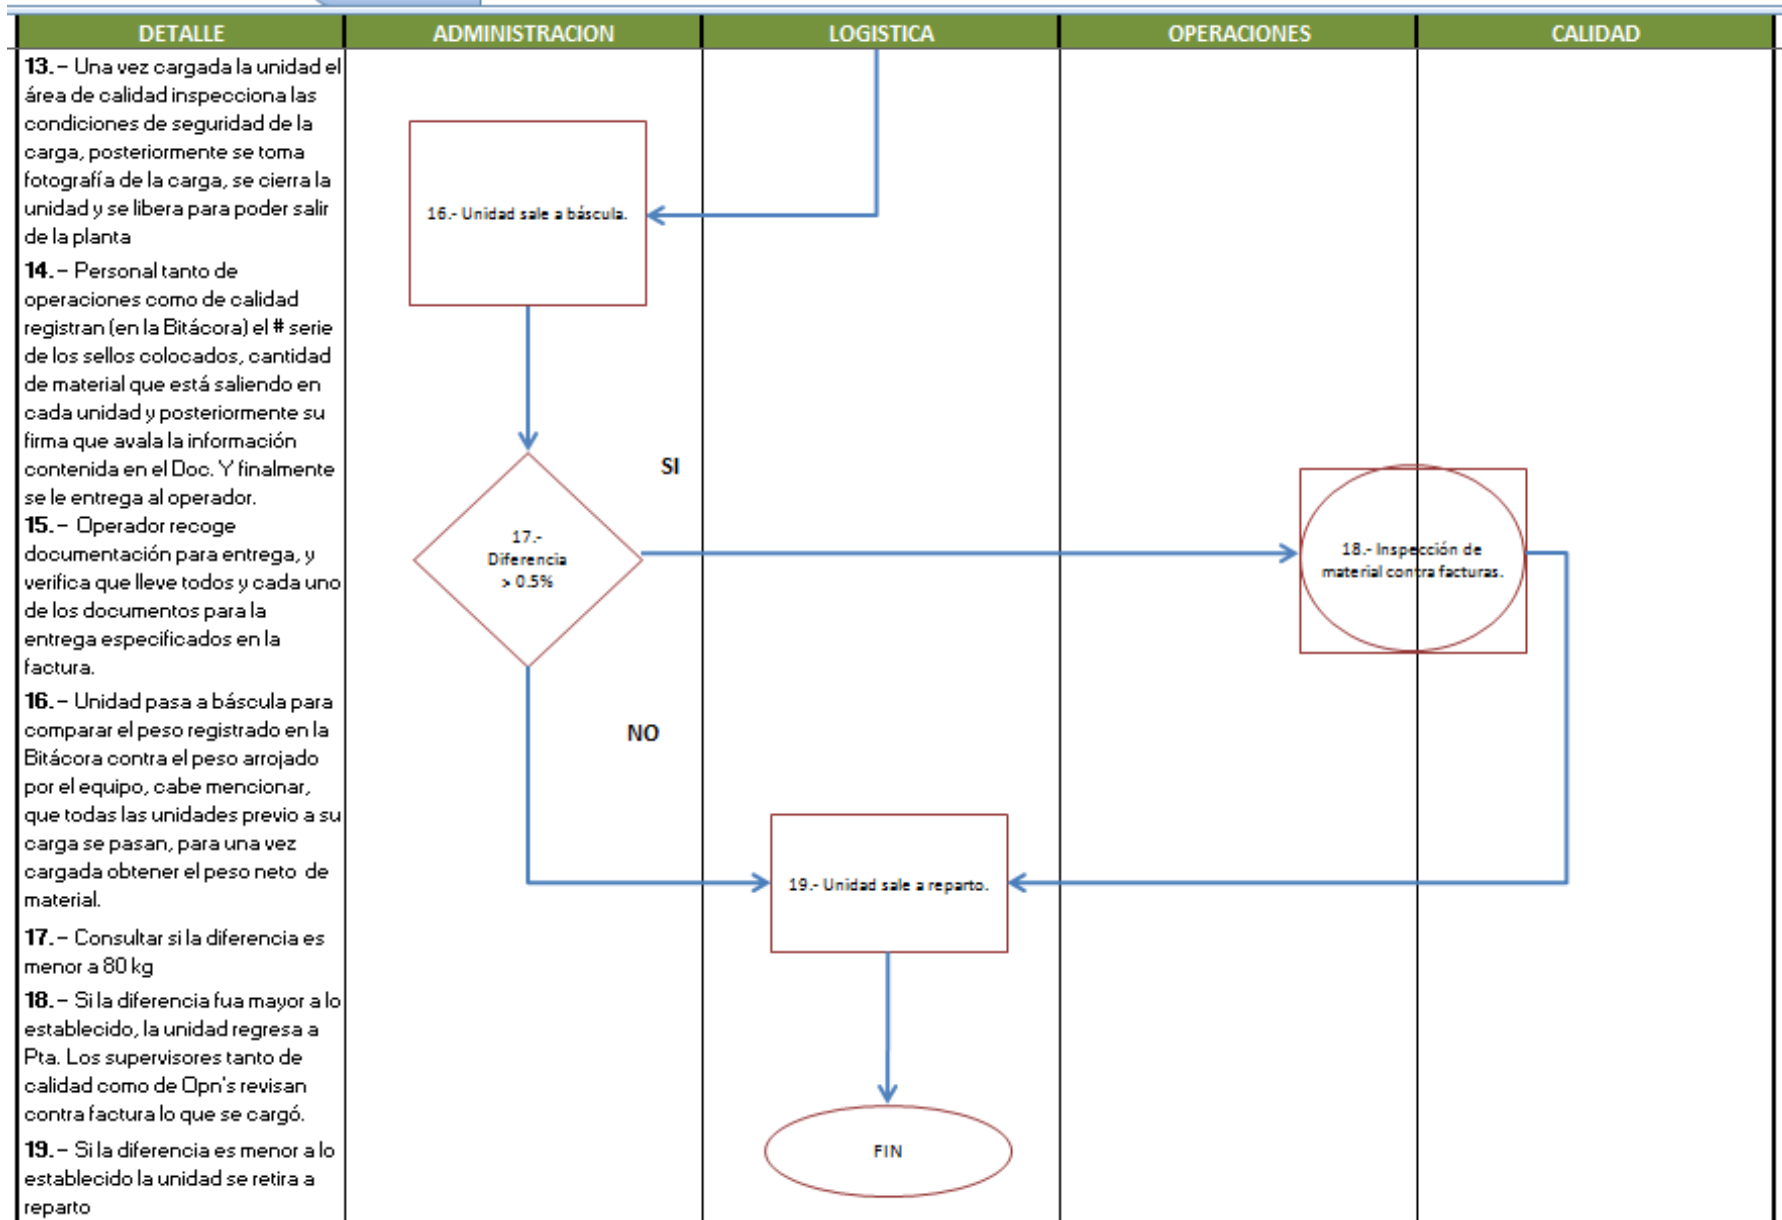 DETALLE
ADMINISTRACION
LOGISTICA
OPERACIONES
CALIDAD
13.- Una vez cargada la unidad el
área de calidad inspecciona las
condiciones de seguridad de la
carga, posteriormente se toma
fotografía de la carga, se cierra la
unidad y se libera para poder salir
de la planta
14.- Personal tanto de
operaciones como de calidad
registran (en la Bitácora) el # serie
de los sellos colocados, cantidad
de material que está saliendo en
cada unidad y posteriormente su
firma que avala la información
contenida en el Doc. Y finalmente
se le entrega al operador.
15.- Operador recoge
documentación para entrega, y
verifica que lleve todos y cada uno
de los documentos para la
entrega especificados en la
factura.
16.- Unidad pasa a báscula para
comparar el peso registrado en la
Bitácora contra el peso arrojado
por el equipo, cabe mencionar,
que todas las unidades previo a su
carga se pasan, para una vez
cargada obtener el peso neto de
material.
17.- Consultar si la diferencia es
menor a 80 kg
18.- Si la diferencia fua mayor a lo
establecido, la unidad regresa a
Pta. Los supervisores tanto de
calidad como de Opn's revisan
contra factura lo que se cargó.
19.- Si la diferencia es menor a lo
establecido la unidad se retira a
reparto
16.- Unidad sale a báscula.
SI
17.-
Diferencia
> 0.5%
18.- Inspección de
material contra facturas.
NO
19.- Unidad sale a reparto.
FIN